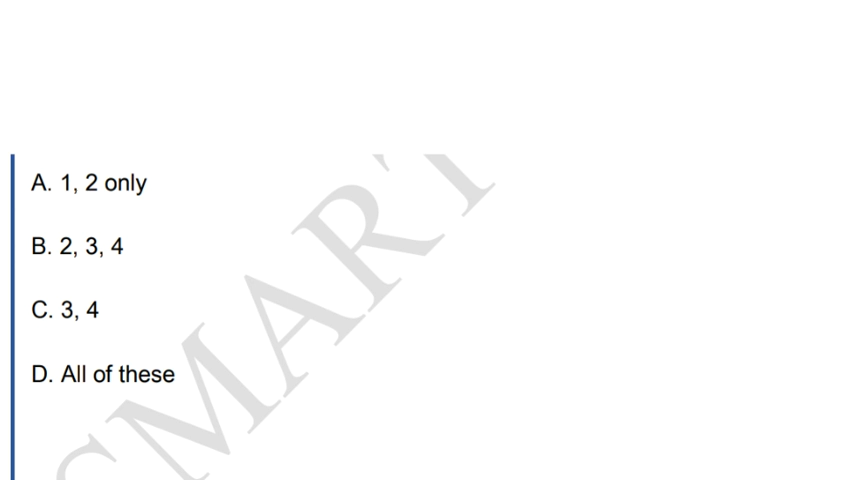 A. 1, 2 only
B. 2, 3, 4
C. 3, 4
D. All of these